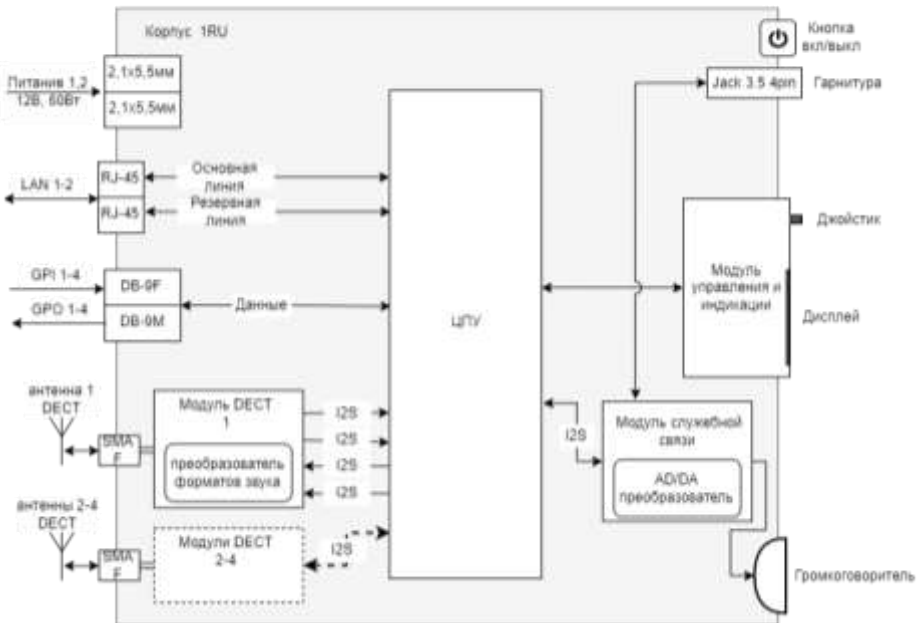 Корпус 1RU
Кнопка
вкл/выкл
2,1x5,5мм
Питание 1,2
12В, 60Вт
2,1x5,5мм
Jack 3.5 4pin
Гарнитура
RJ-45
Основная
линия
LAN 1-2
RJ-45
Резервная
линия
Джойстик
Модуль
управления и
индикации
GPI 1-4
DB-9F
Данные
GPO 1-4
DB-9M
Дисплей
ЦПУ
антенна 1
DECT
Модуль DECT
1
I2S
I2S
I2S
I2S
SMA
F
преобразователь
форматов звука
I2S
Модуль служебной
связи
AD/DA
преобразователь
антенны 2-4
DECT
Модули DECT
2-4
I2S
SMA
F
Громкоговоритель